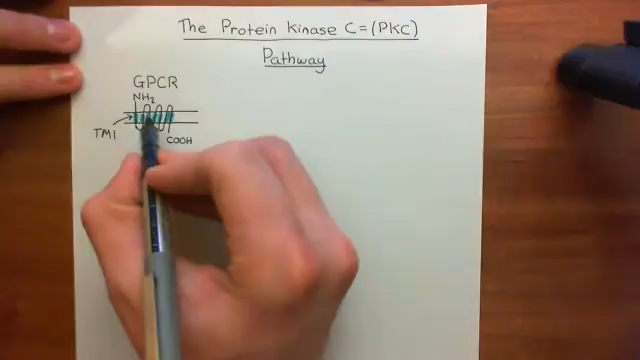 The Protein Kinase C=(PKC)
Pathway
GPCR
NH2
TM1
COOH